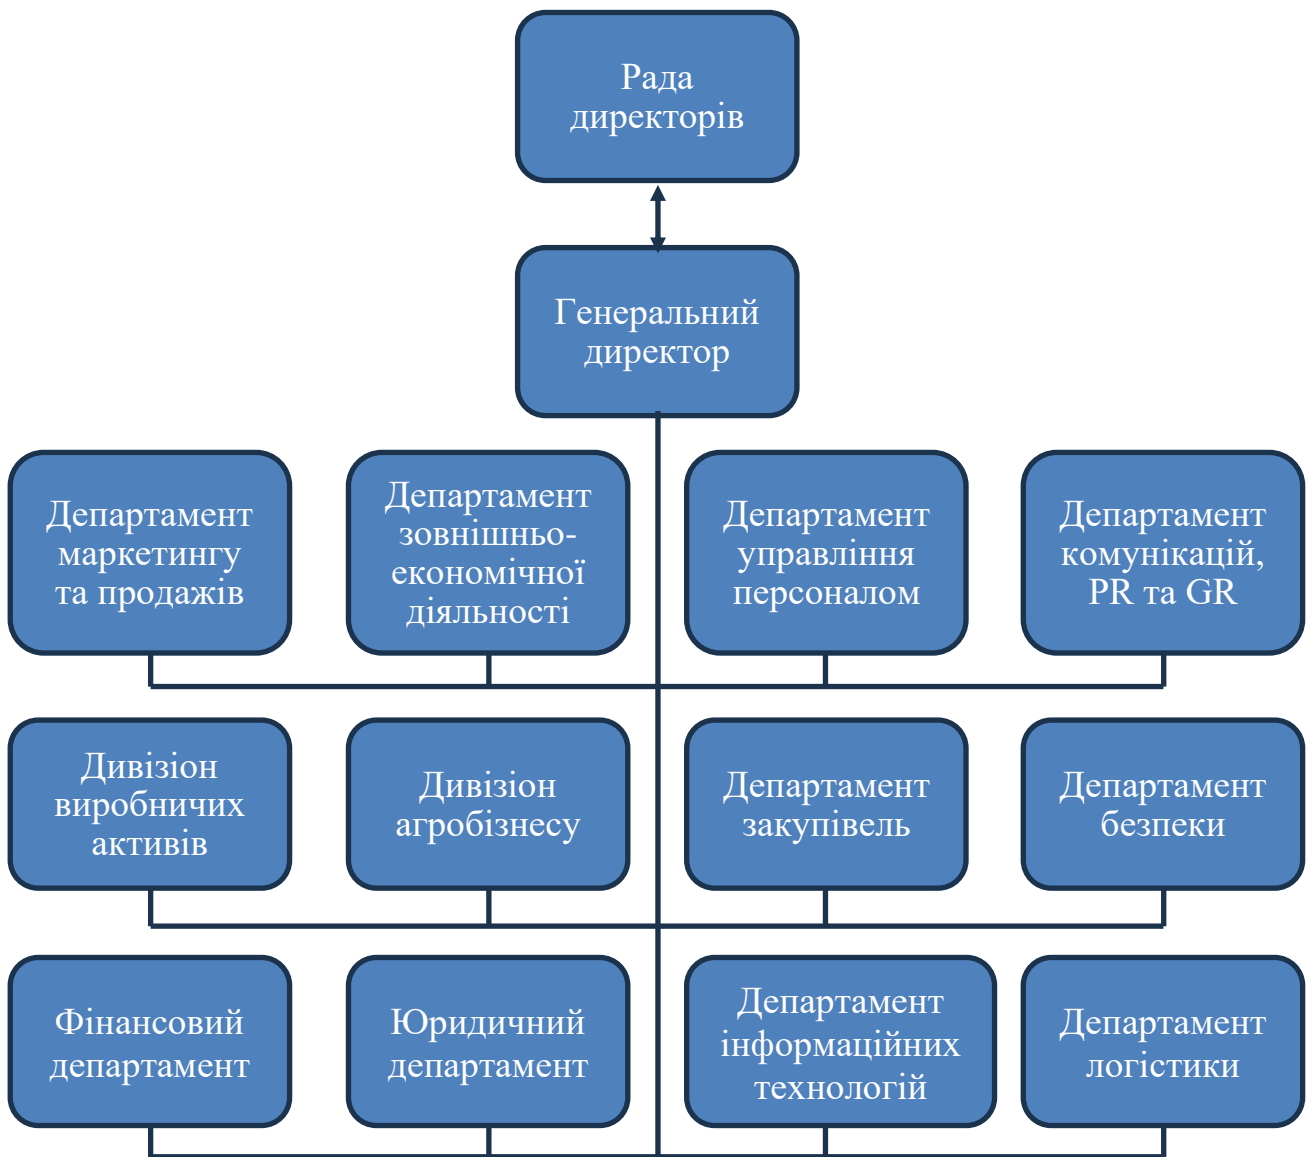 Рада
директорів
Генеральний
директор
Департамент
маркетингу
та продажів
Департамент
зовнішньо-
економічної
діяльності
Департамент
управління
персоналом
Департамент
комунікацій,
PR та GR
Дивізіон
виробничих
активів
Дивізіон
агробізнесу
Департамент
закупівель
Департамент
безпеки
Фінансовий
департамент
Юридичний
департамент
Департамент
інформаційних
технологій
Департамент
логістики